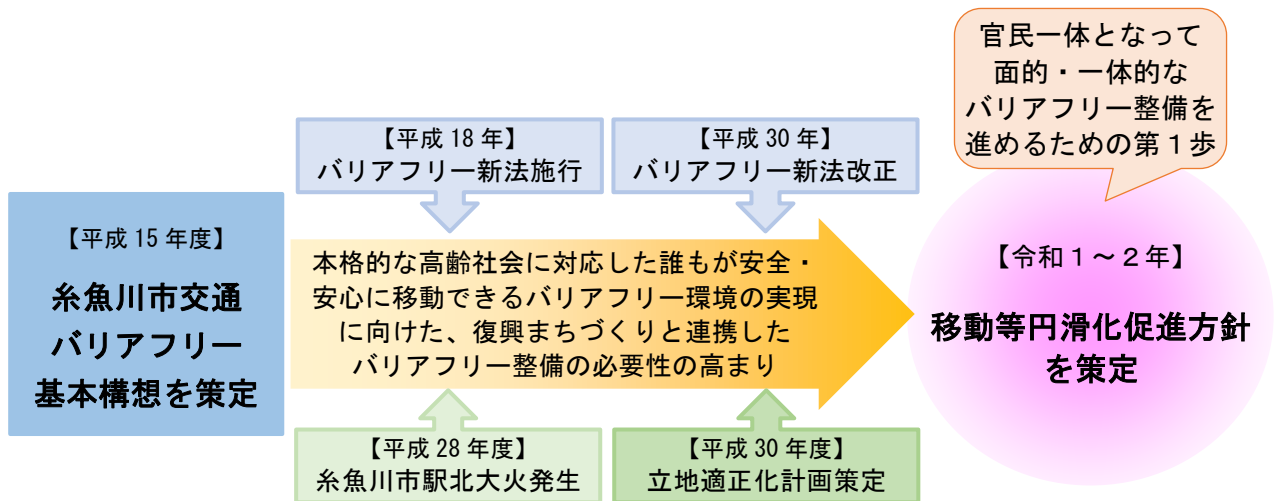 【平成 15 年度】
糸魚川市交通
バリアフリー
基本構想を策定
【平成 18 年】
バリアフリー新法施行
【平成 30 年】
バリアフリー新法改正
本格的な高齢社会に対応した誰もが安全・
安心に移動できるバリアフリー環境の実現
に向けた、復興まちづくりと連携した
バリアフリー整備の必要性の高まり
【平成 28 年度】
糸魚川市駅北大火発生
【平成 30 年度】
立地適正化計画策定
官民一体となって
面的・一体的な
バリアフリー整備を
進めるための第１歩
【令和１～２年】
移動等円滑化促進方針
を策定